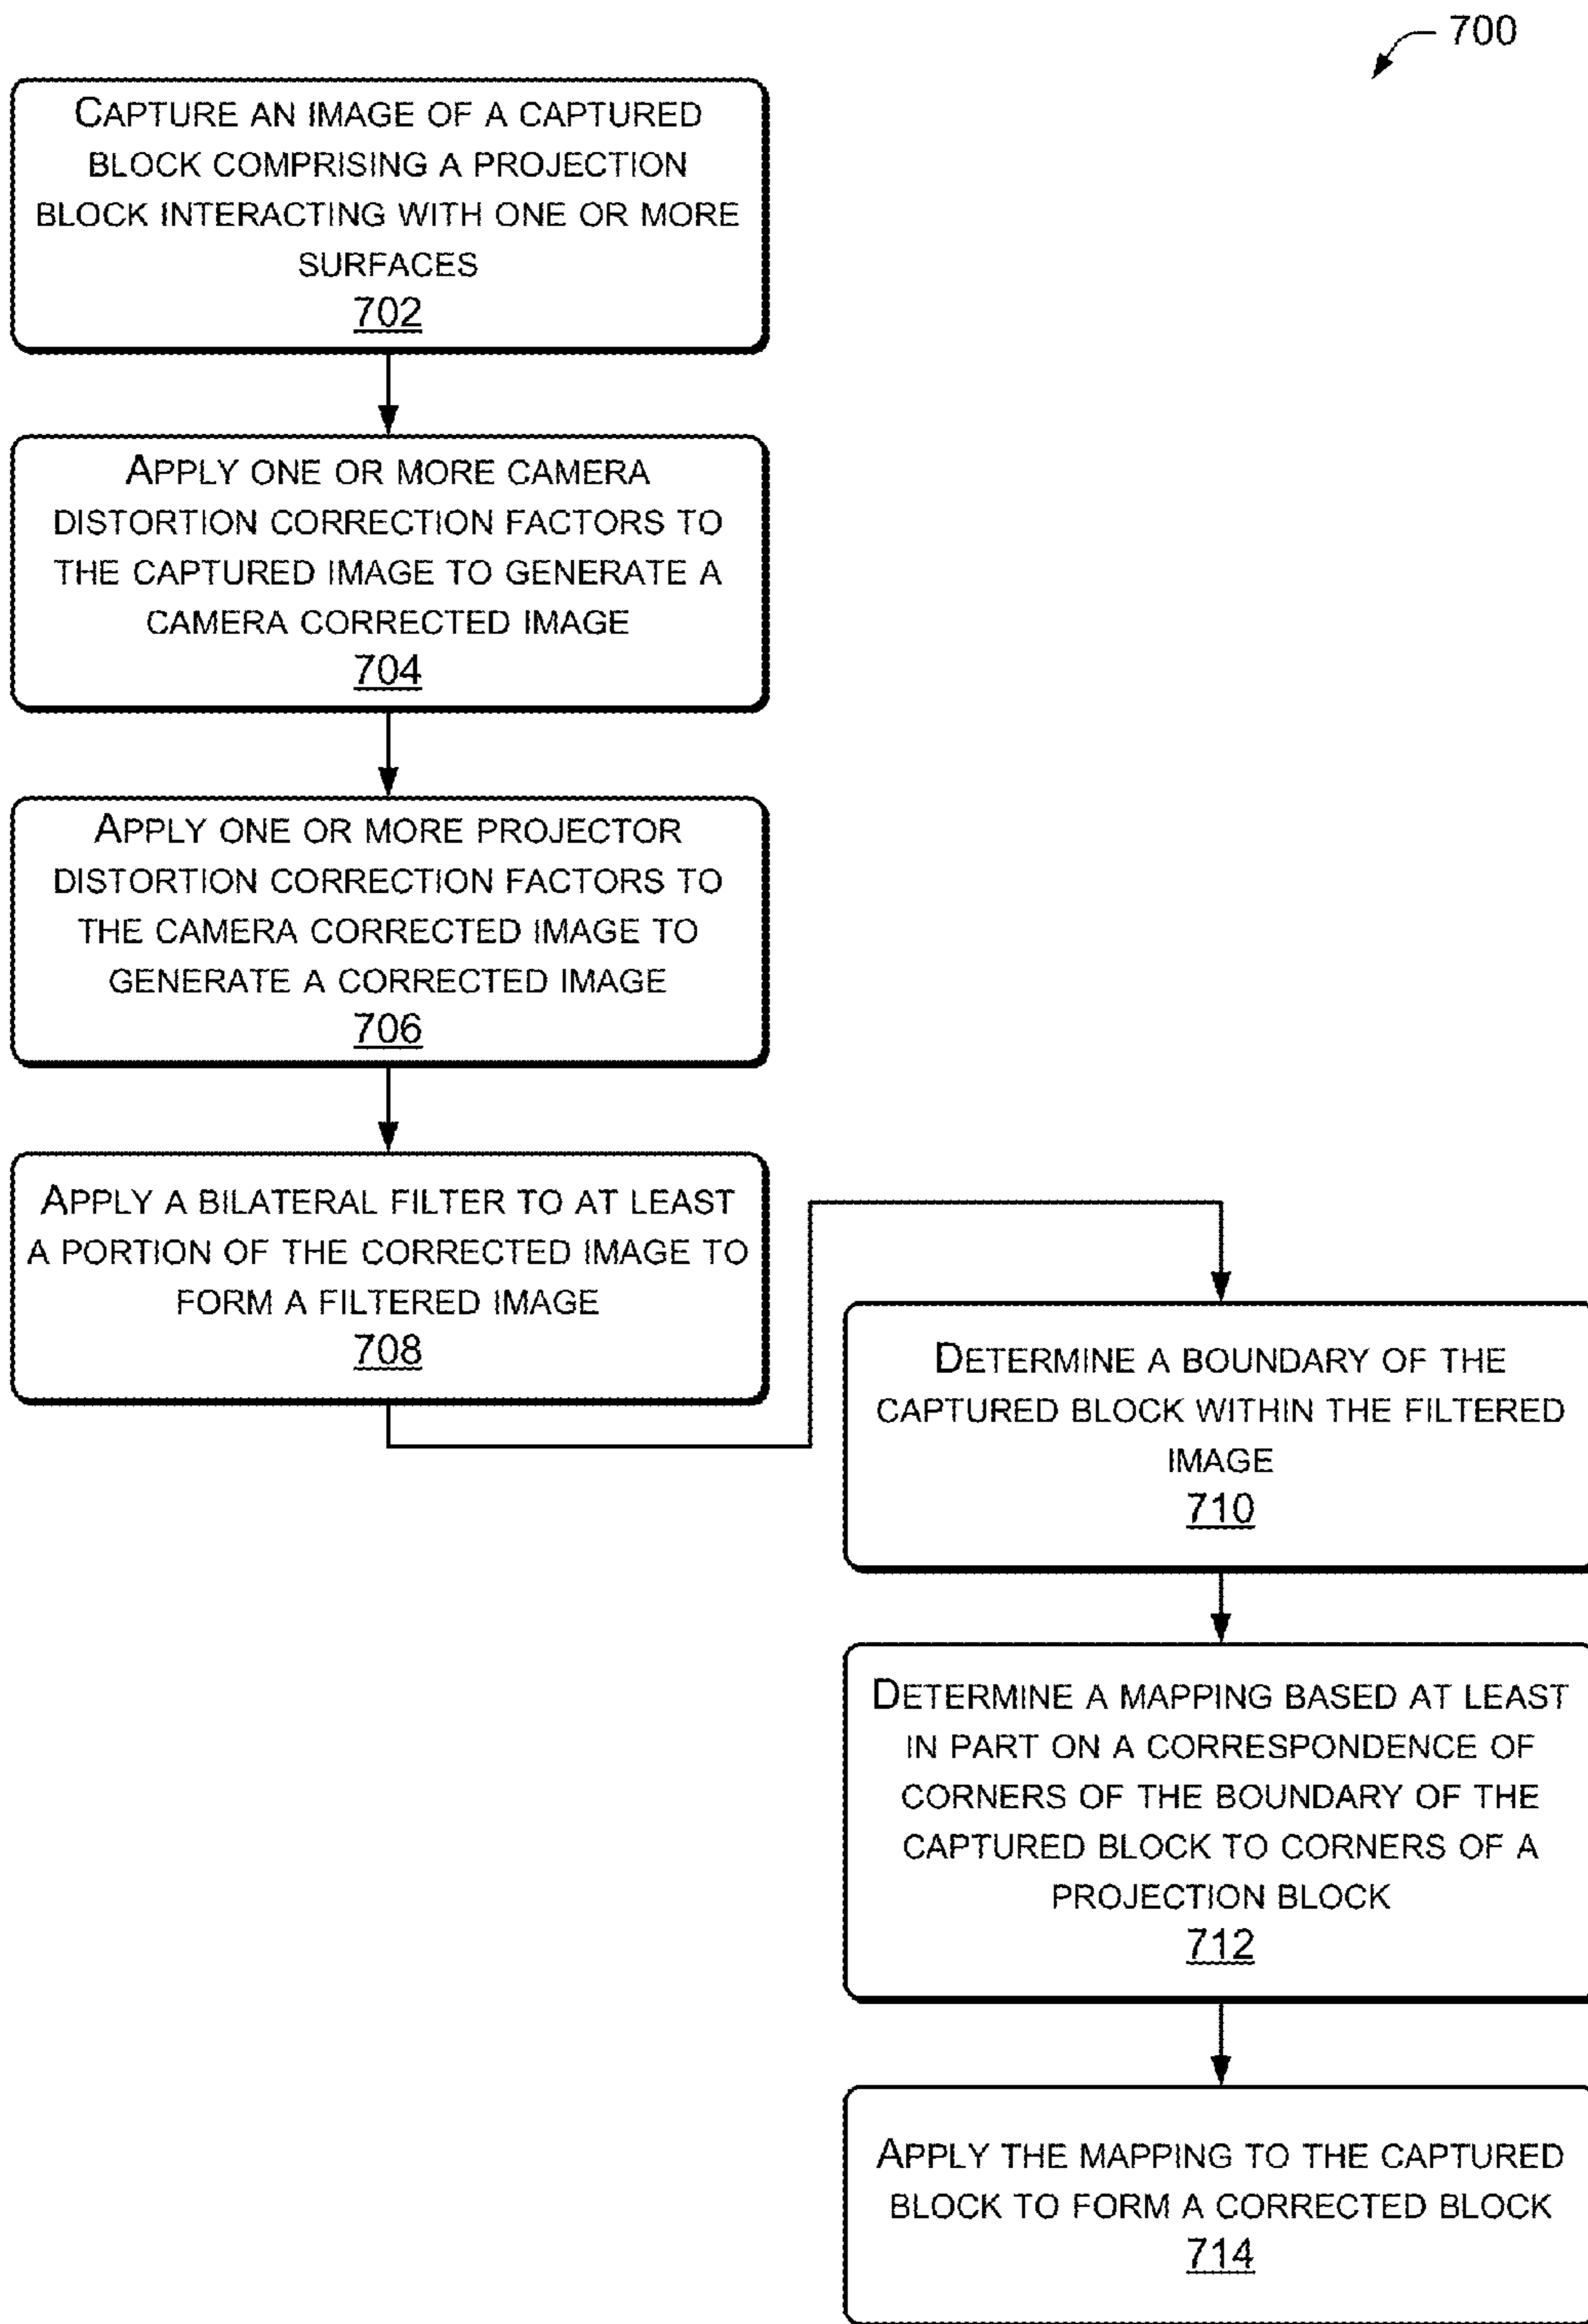 700
CAPTURE AN IMAGE OF A CAPTURED
BLOCK COMPRISING A PROJECTION
BLOCK INTERACTING WITH ONE OR MORE
SURFACES
702
APPLY ONE OR MORE CAMERA
DISTORTION CORRECTION FACTORS TO
THE CAPTURED IMAGE TO GENERATE A
CAMERA CORRECTED IMAGE
704
APPLY ONE OR MORE PROJECTOR
DISTORTION CORRECTION FACTORS TO
THE CAMERA CORRECTED IMAGE TO
GENERATE A CORRECTED IMAGE
706
APPLY A BILATERAL FILTER TO AT LEAST
A PORTION OF THE CORRECTED IMAGE TO
FORM A FILTERED IMAGE
708
DETERMINE A BOUNDARY OF THE
CAPTURED BLOCK WITHIN THE FILTERED
IMAGE
710
DETERMINE A MAPPING BASED AT LEAST
IN PART ON A CORRESPONDENCE OF
CORNERS OF THE BOUNDARY OF THE
CAPTURED BLOCK TO CORNERS OF A
PROJECTION BLOCK
712
APPLY THE MAPPING TO THE CAPTURED
BLOCK TO FORM A CORRECTED BLOCK
714